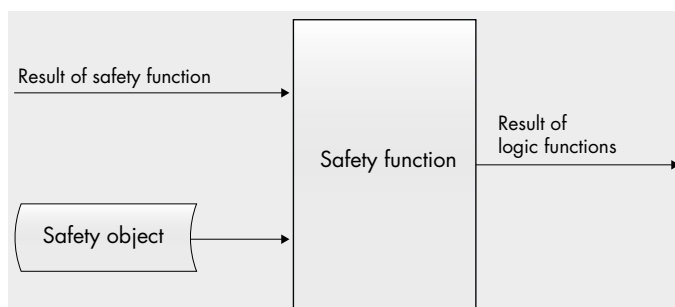 Result of safety function
Safety object
Safety function
Result of
logic functions